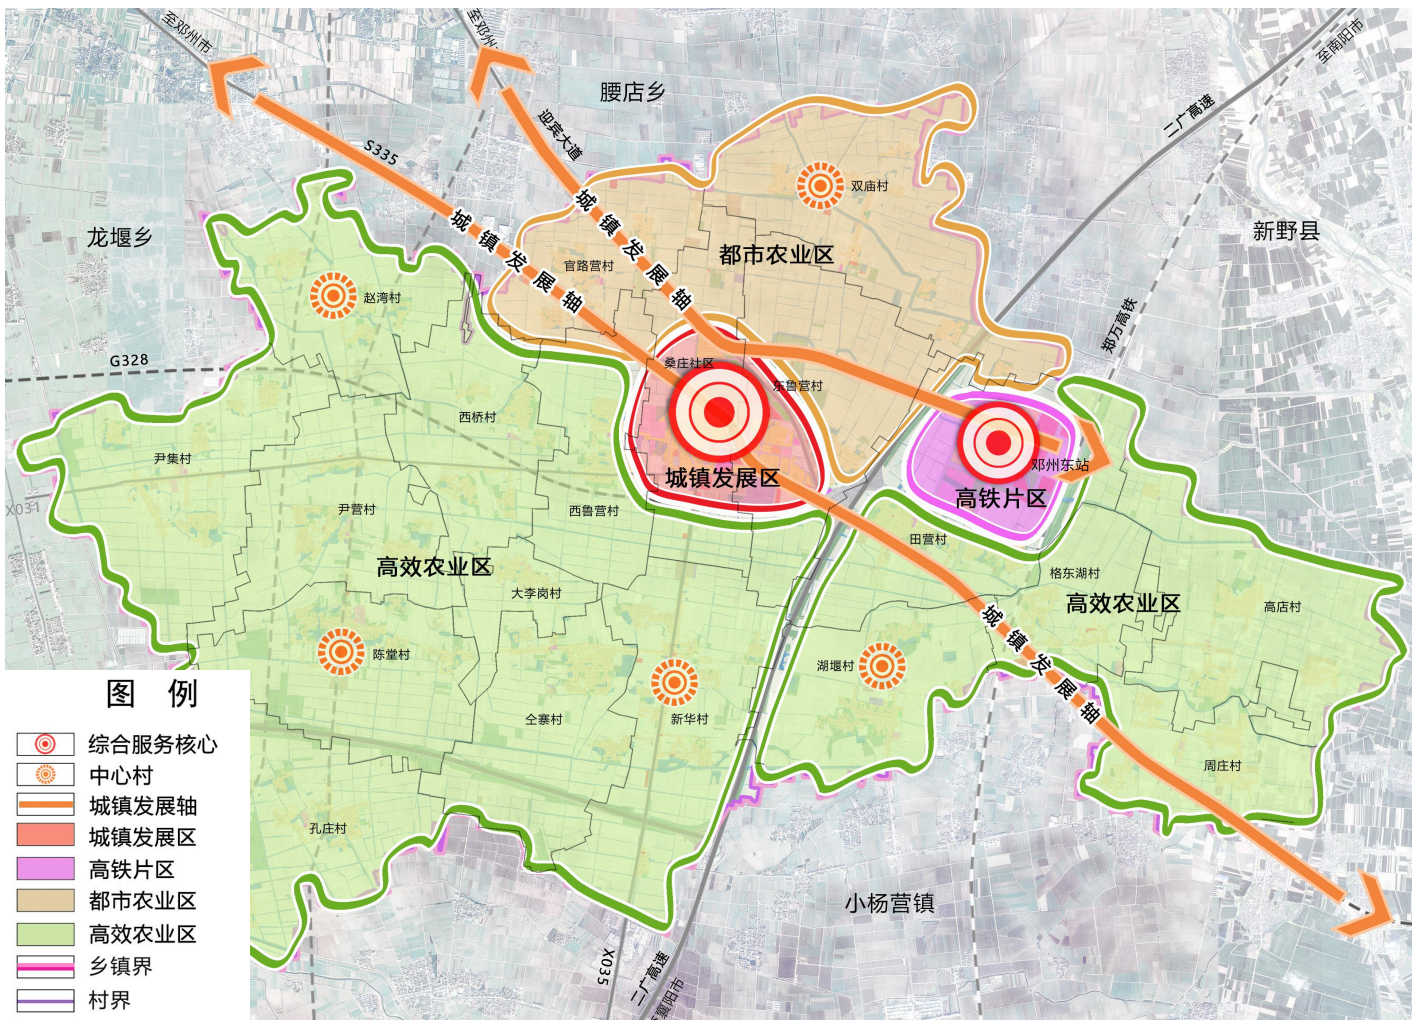 至邓州市
至邓州
腰店乡
至南阳市
二广高速
迎宾大道
S335
双庙村
龙堰乡
城镇发展轴
城镇发展轴
新野县
都市农业区
官路营村
赵湾村
郑万高铁
G328
桑庄社区
东鲁营村
西桥村
尹集村
城镇发展区
邓州东站
高铁片区
X031
尹营村
西鲁营村
田营村
高效农业区
格东湖村
大李岗村
高效农业区
高店村
城镇发展轴
陈堂村
湖堰村
仝寨村
新华村
周庄村
孔庄村
小杨营镇
X035
二广高速
至襄阳市
图 例
综合服务核心
中心村
城镇发展轴
城镇发展区
高铁片区
都市农业区
高效农业区
乡镇界
村界